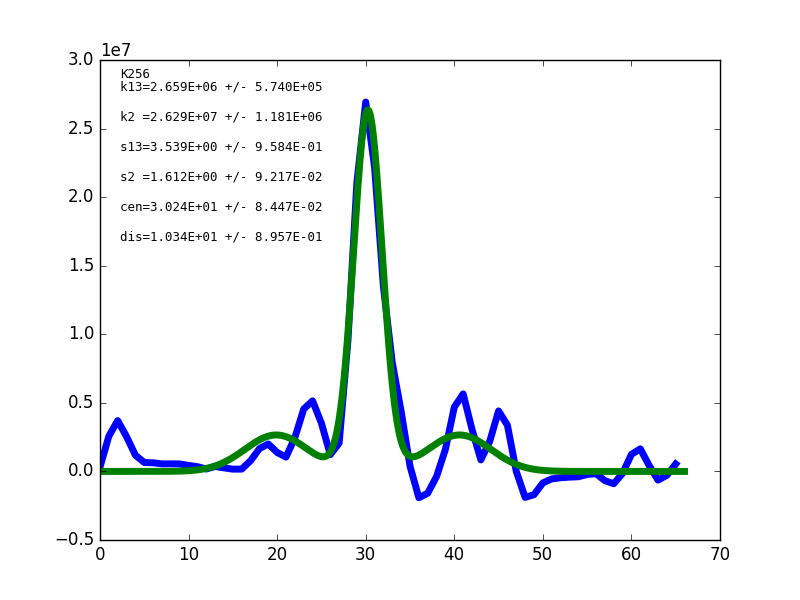 1e7
3.0
K256
k13=2.659E+06 +/- 5.740E+05
2.5
k2 =2.629E+07 +/- 1.181E+06
s13=3.539E+00 +/- 9.584E-01
2.0
s2 =1.612E+00 +/- 9.217E-02
cen=3.024E+01 +/- 8.447E-02
1.5
dis=1.034E+01 +/- 8.957E-01
1.0
0.5
0.0
−0.5
0 10 20 30 40 50 60 70